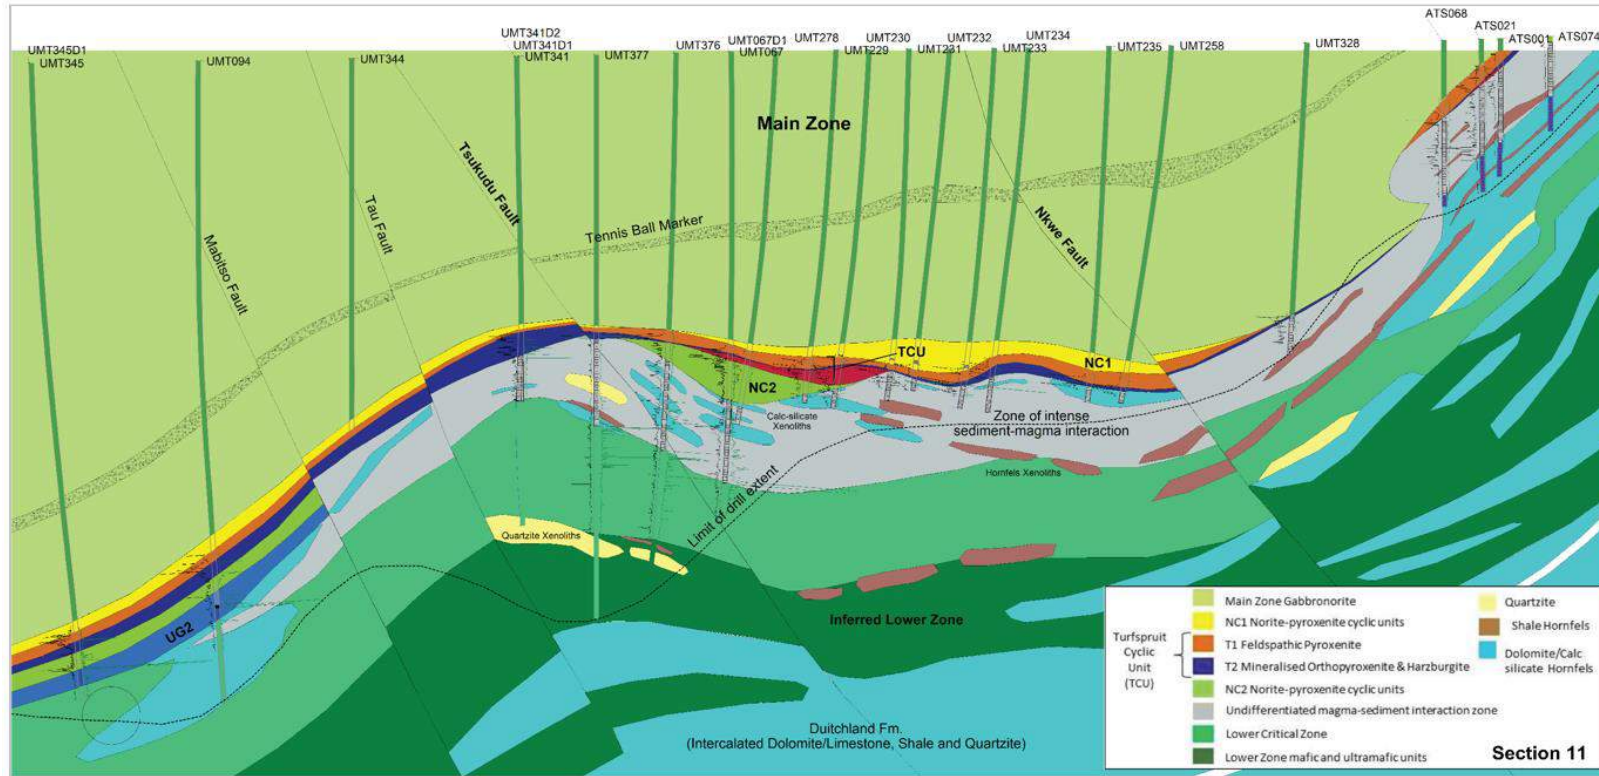 ATS068
ATS021
ATS001
ATS074
UMT341D2
UMT341D1
UMT341
UMT345D1
UMT345
UMT094
UMT344
UMT377
UMT376
UMT067D1
UMT067
UMT278
UMT229
UMT230
UMT231
UMT232
UMT233
UMT234
UMT235
UMT258
UMT328
Main Zone
Tsukudu Fault
Tau Fault
Mabitso Fault
Tennis Ball Marker
Nkwe Fault
TCU
NC1
NC2
Calc-silicate
Xenoliths
Zone of intense
sediment-magma interaction
Hornfels Xenoliths
Limit of drill extent
Quartzite Xenoliths
UG2
Inferred Lower Zone
Duitchland Fm.
(Intercalated Dolomite/Limestone, Shale and Quartzite)
Main Zone Gabbronorite
NC1 Norite-pyroxenite cyclic units
Turfspruit
Cyclic
Unit
(TCU)
T1 Feldspathic Pyroxenite
T2 Mineralised Orthopyroxenite & Harzburgite
NC2 Norite-pyroxenite cyclic units
Undifferentiated magma-sediment interaction zone
Lower Critical Zone
Lower Zone mafic and ultramafic units
Quartzite
Shale Hornfels
Dolomite/Calc
silicate Hornfels
Section 11